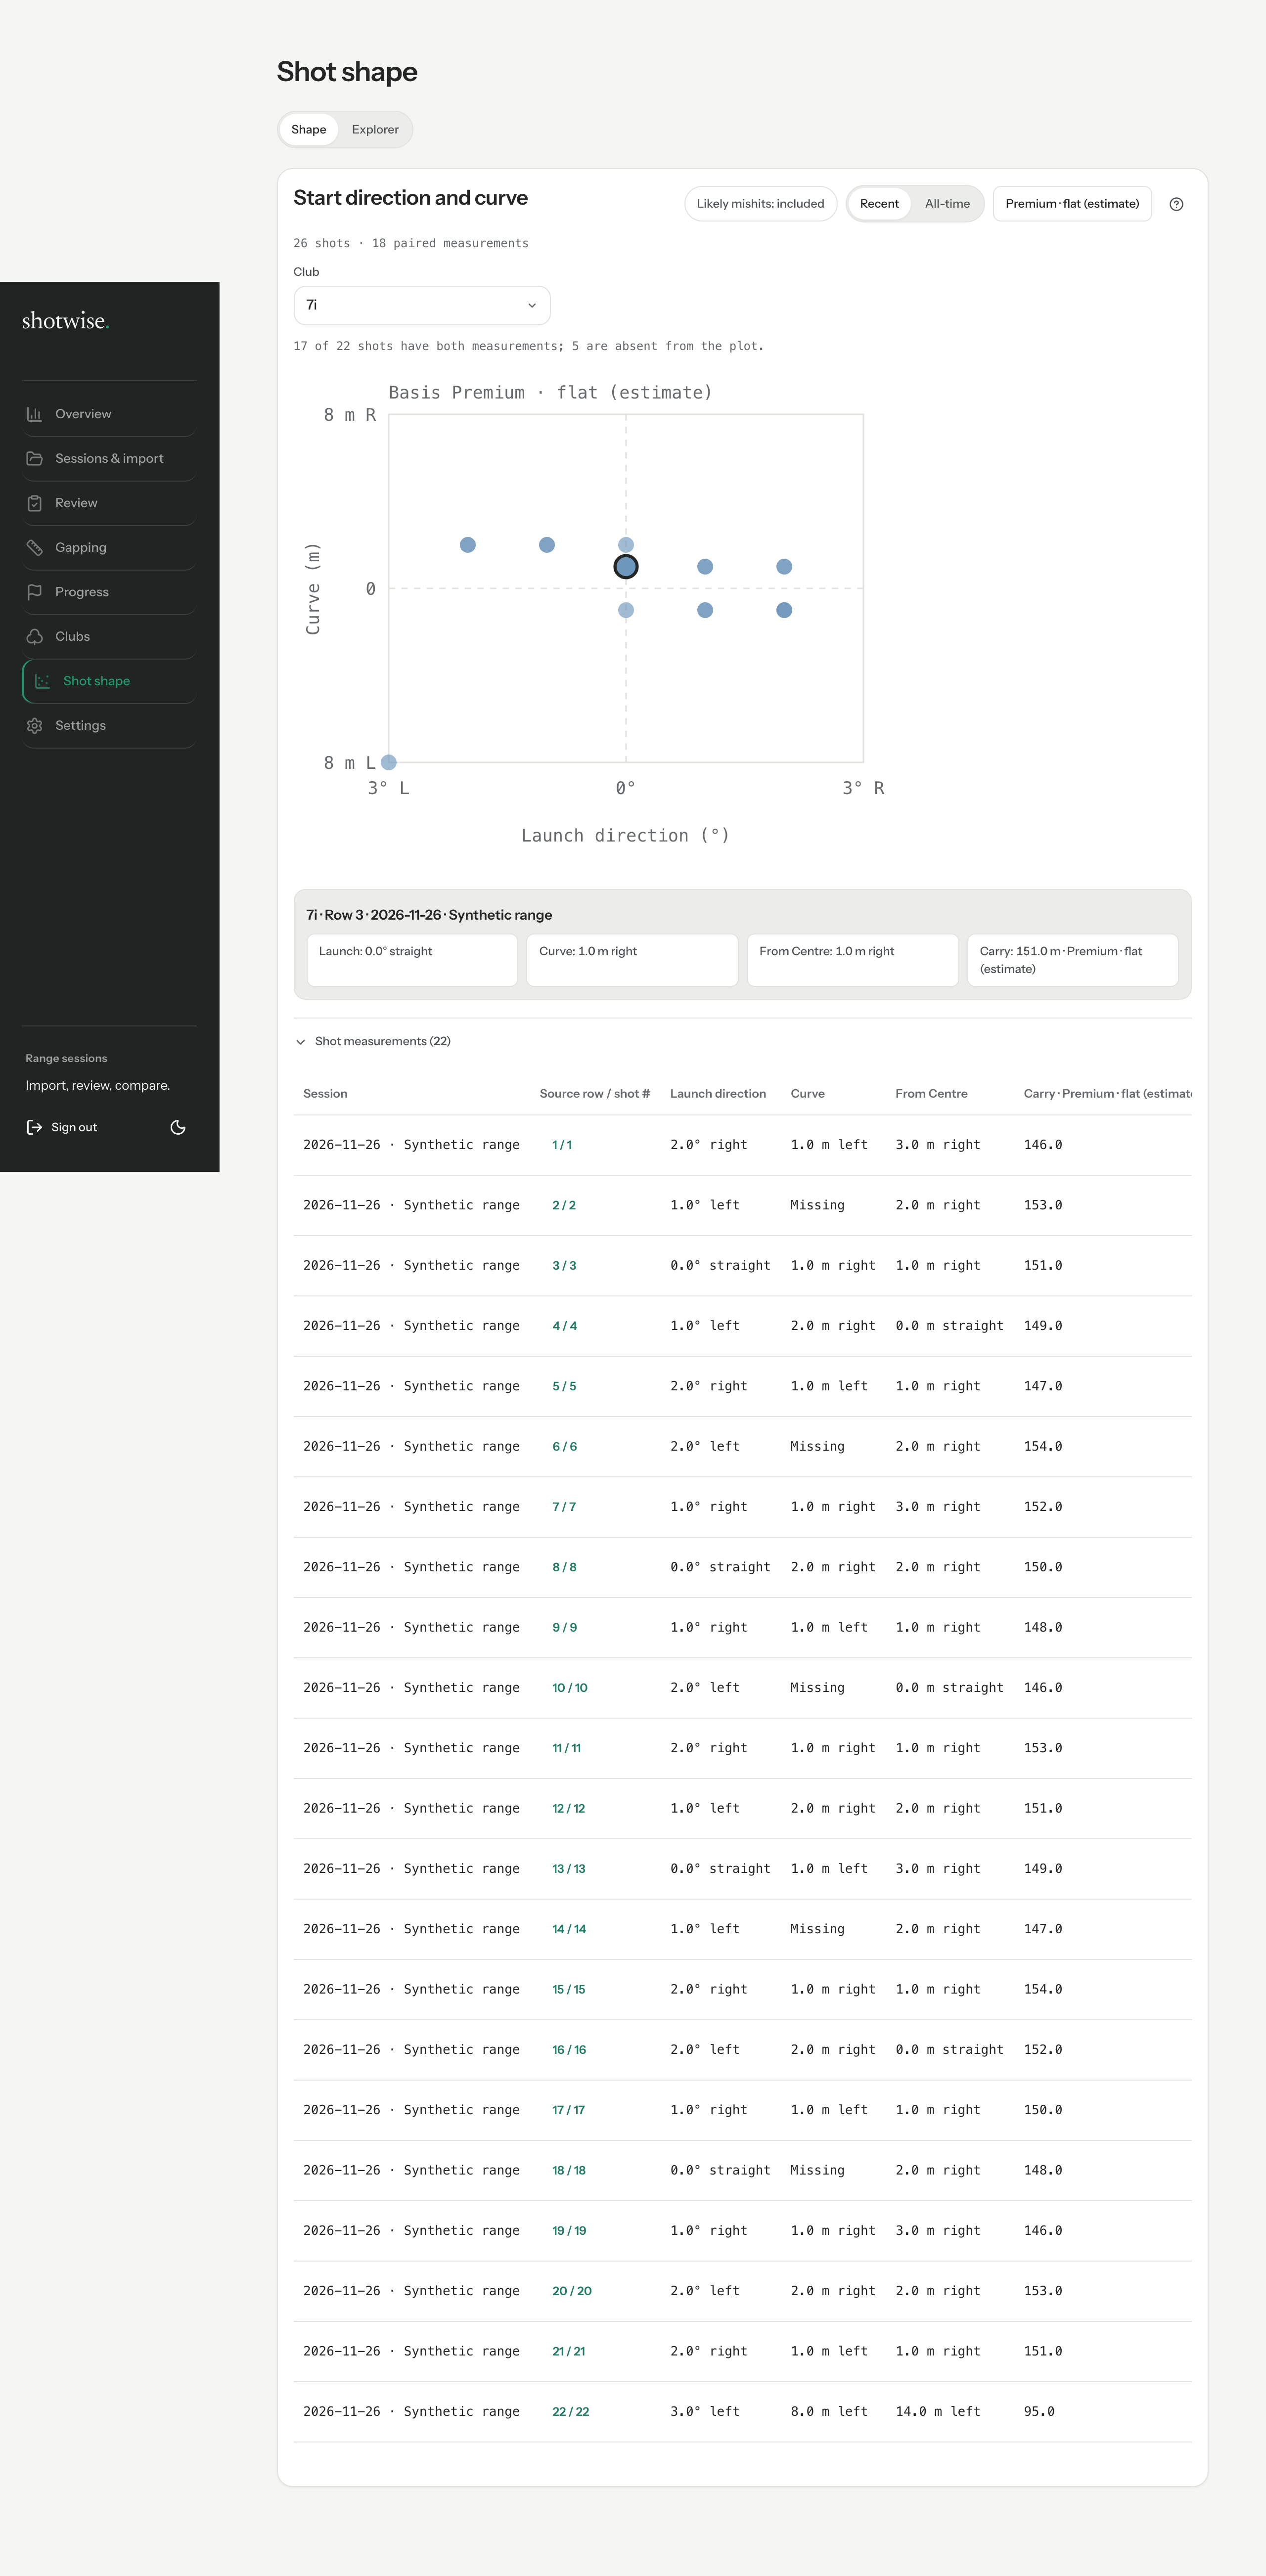 Shot shape
Shape Explorer
Start direction and curve
Likely mishits: included Recent All-time Premium · flat (estimate)
26 shots · 18 paired measurements
Club
7i
17 of 22 shots have both measurements; 5 are absent from the plot.
shotwise.
Overview
Sessions & import
Review
Gapping
Progress
Clubs
Shot shape
Settings
Range sessions
Import, review, compare.
Sign out
Basis Premium · flat (estimate)
8 m R
Curve (m)
0
8 m L
3° L 0° 3° R
Launch direction (°)
7i · Row 3 · 2026-11-26 · Synthetic range
Launch: 0.0° straight
Curve: 1.0 m right
From Centre: 1.0 m right
Carry: 151.0 m · Premium · flat
(estimate)
Shot measurements (22)
Session Source row / shot # Launch direction Curve From Centre Carry · Premium · flat (estimate
2026-11-26 · Synthetic range 1 / 1 2.0° right 1.0 m left 3.0 m right 146.0
2026-11-26 · Synthetic range 2 / 2 1.0° left Missing 2.0 m right 153.0
2026-11-26 · Synthetic range 3 / 3 0.0° straight 1.0 m right 1.0 m right 151.0
2026-11-26 · Synthetic range 4 / 4 1.0° left 2.0 m right 0.0 m straight 149.0
2026-11-26 · Synthetic range 5 / 5 2.0° right 1.0 m left 1.0 m right 147.0
2026-11-26 · Synthetic range 6 / 6 2.0° left Missing 2.0 m right 154.0
2026-11-26 · Synthetic range 7 / 7 1.0° right 1.0 m right 3.0 m right 152.0
2026-11-26 · Synthetic range 8 / 8 0.0° straight 2.0 m right 2.0 m right 150.0
2026-11-26 · Synthetic range 9 / 9 1.0° right 1.0 m left 1.0 m right 148.0
2026-11-26 · Synthetic range 10 / 10 2.0° left Missing 0.0 m straight 146.0
2026-11-26 · Synthetic range 11 / 11 2.0° right 1.0 m right 1.0 m right 153.0
2026-11-26 · Synthetic range 12 / 12 1.0° left 2.0 m right 2.0 m right 151.0
2026-11-26 · Synthetic range 13 / 13 0.0° straight 1.0 m left 3.0 m right 149.0
2026-11-26 · Synthetic range 14 / 14 1.0° left Missing 2.0 m right 147.0
2026-11-26 · Synthetic range 15 / 15 2.0° right 1.0 m right 1.0 m right 154.0
2026-11-26 · Synthetic range 16 / 16 2.0° left 2.0 m right 0.0 m straight 152.0
2026-11-26 · Synthetic range 17 / 17 1.0° right 1.0 m left 1.0 m right 150.0
2026-11-26 · Synthetic range 18 / 18 0.0° straight Missing 2.0 m right 148.0
2026-11-26 · Synthetic range 19 / 19 1.0° right 1.0 m right 3.0 m right 146.0
2026-11-26 · Synthetic range 20 / 20 2.0° left 2.0 m right 2.0 m right 153.0
2026-11-26 · Synthetic range 21 / 21 2.0° right 1.0 m left 1.0 m right 151.0
2026-11-26 · Synthetic range 22 / 22 3.0° left 8.0 m left 14.0 m left 95.0